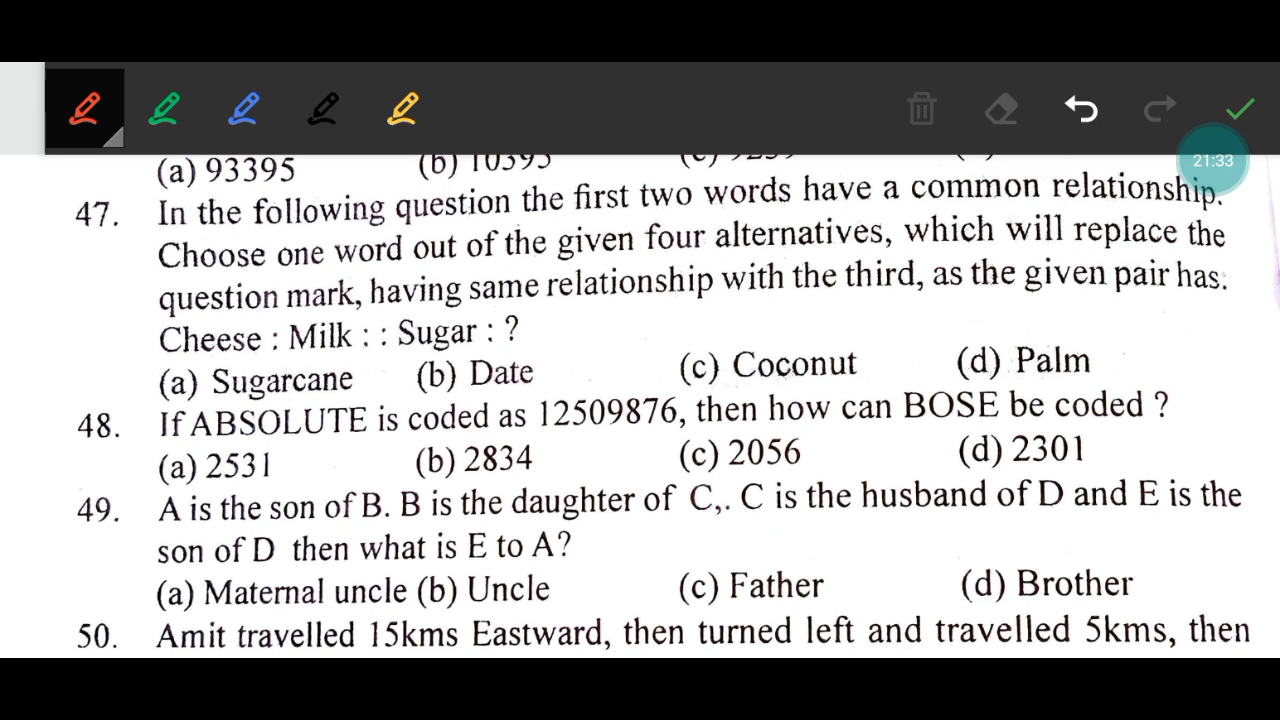 21:33
(a) 93395 (b) 10395
47. In the following question the first two words have a common relationship.
Choose one word out of the given four alternatives, which will replace the
question mark, having same relationship with the third, as the given pair has:
Cheese : Milk : : Sugar : ?
(a) Sugarcane (b) Date (c) Coconut (d) Palm
48. If ABSOLUTE is coded as 12509876, then how can BOSE be coded ?
(a) 2531 (b) 2834 (c) 2056 (d) 2301
49. A is the son of B. B is the daughter of C,. C is the husband of D and E is the
son of D then what is E to A?
(a) Maternal uncle (b) Uncle (c) Father (d) Brother
50. Amit travelled 15kms Eastward, then turned left and travelled 5kms, then